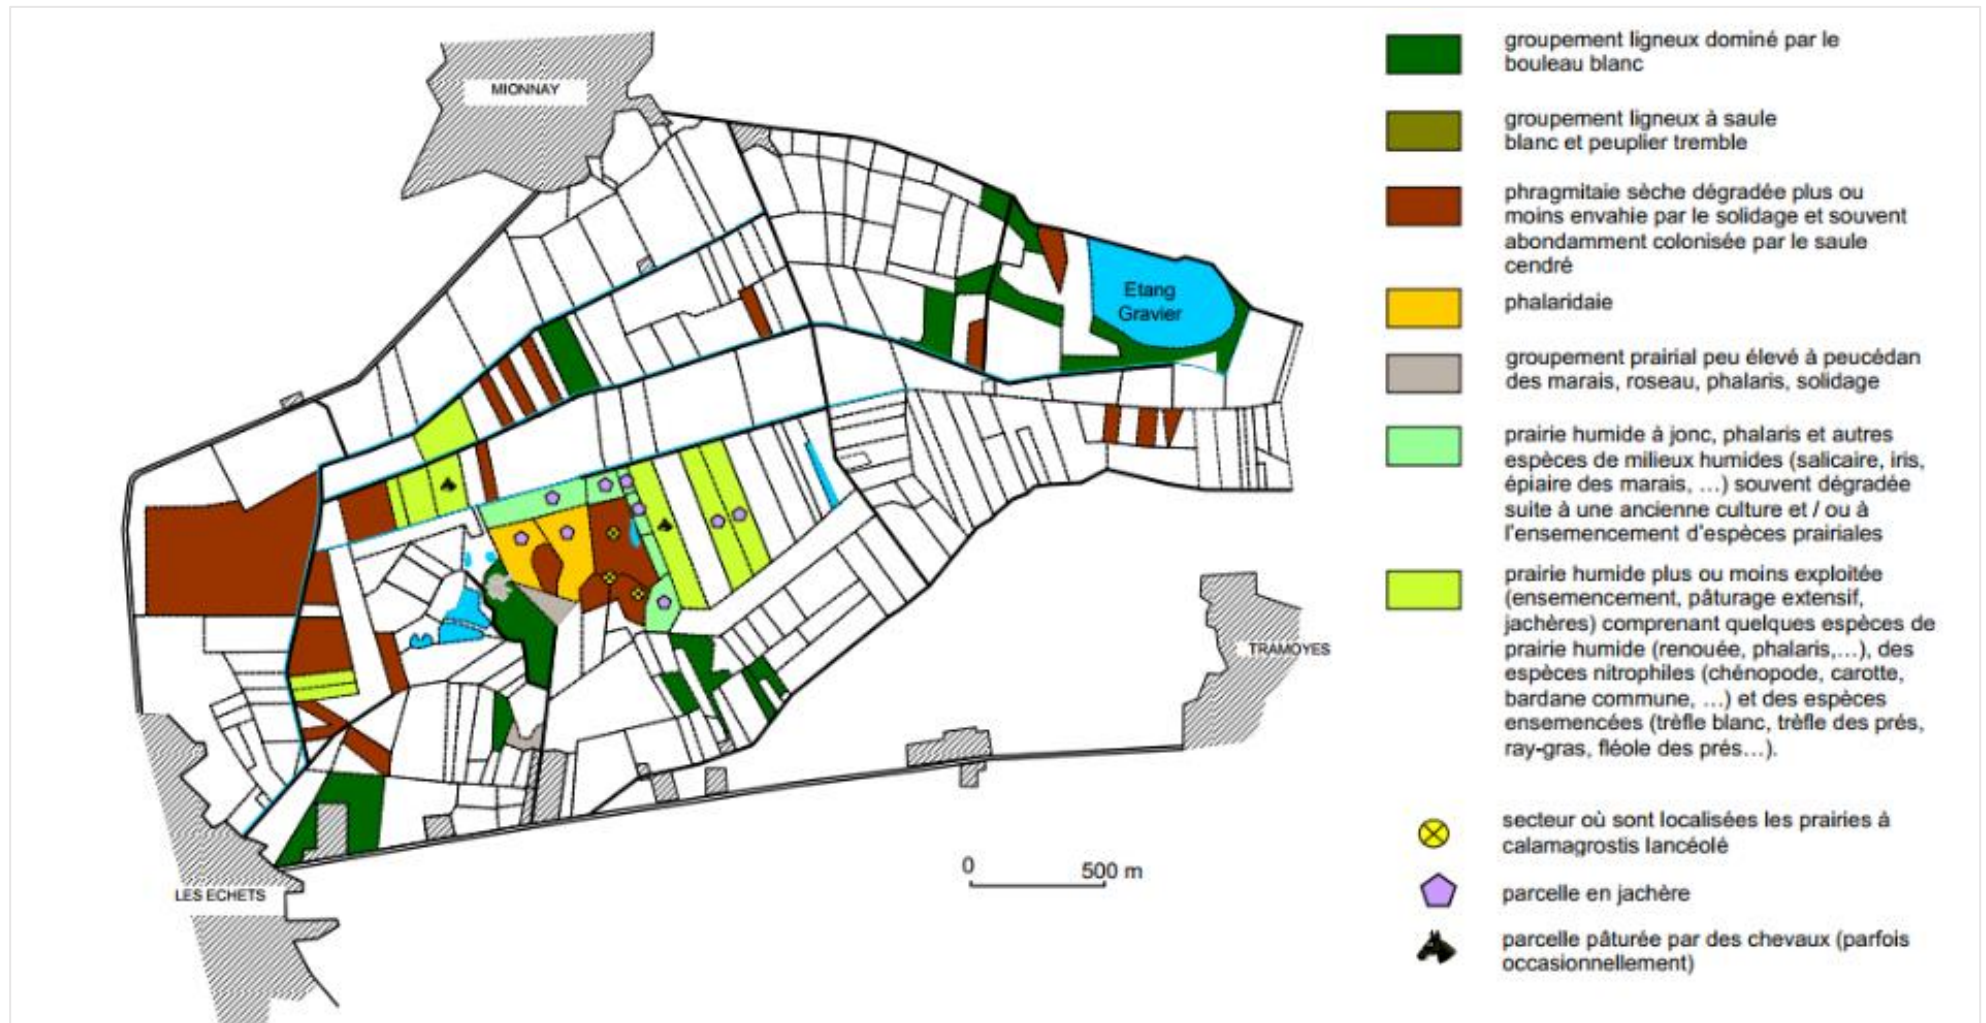 MIONNAY
Etang
Gravier
TRAMOYES
LES ECHETS
0 500 m
groupement ligneux dominé par le
bouleau blanc
groupement ligneux à saule
blanc et peuplier tremble
phragmitaie sèche dégradée plus ou
moins envahie par le solidage et souvent
abondamment colonisée par le saule
cendré
phalaridaie
groupement prairial peu élevé à peucédan
des marais, roseau, phalaris, solidage
prairie humide à jonc, phalaris et autres
espèces de milieux humides (salicaire, iris,
épiaire des marais, ...) souvent dégradée
suite à une ancienne culture et / ou à
l'ensemencement d'espèces prairiales
prairie humide plus ou moins exploitée
(ensemencement, pâturage extensif,
jachères) comprenant quelques espèces de
prairie humide (renouée, phalaris,...), des
espèces nitrophiles (chénopode, carotte,
bardane commune, ...) et des espèces
ensemencées (trèfle blanc, trèfle des prés,
ray-gras, fléole des prés...).
secteur où sont localisées les prairies à
calamagrostis lancéolé
parcelle en jachère
parcelle pâturée par des chevaux (parfois
occasionnellement)